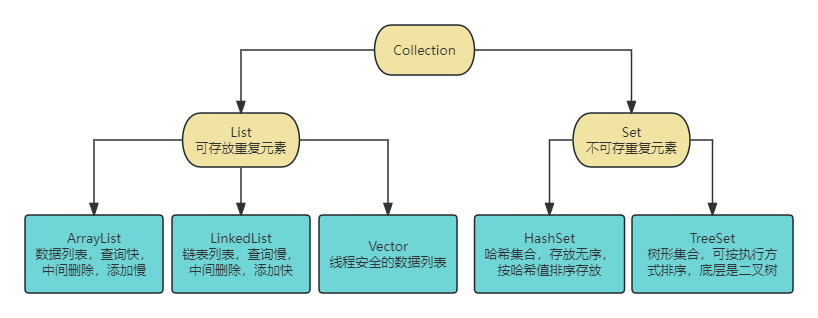 Collection
List
可存放重复元素
Set
不可存重复元素
ArrayList
数据列表，查询快，
中间删除，添加慢
LinkedList
链表列表，查询慢，
中间删除，添加快
Vector
线程安全的数据列表
HashSet
哈希集合，存放无序，
按哈希值排序存放
TreeSet
树形集合，可按执行方
式排序，底层是二叉树